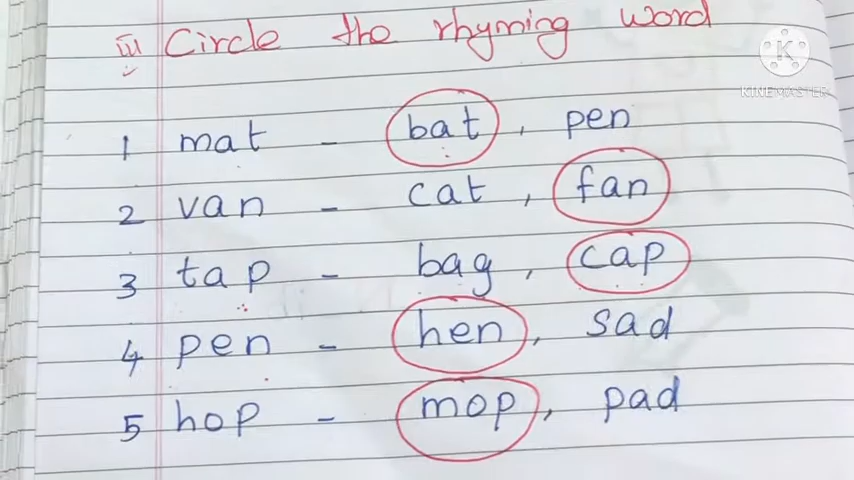 iii Circle the rhyming word
K
KINEMASTER
1 mat - bat, pen
2 van - cat, fan
3 tap - bag, cap
4 pen - hen, sad
5 hop - mop, pad